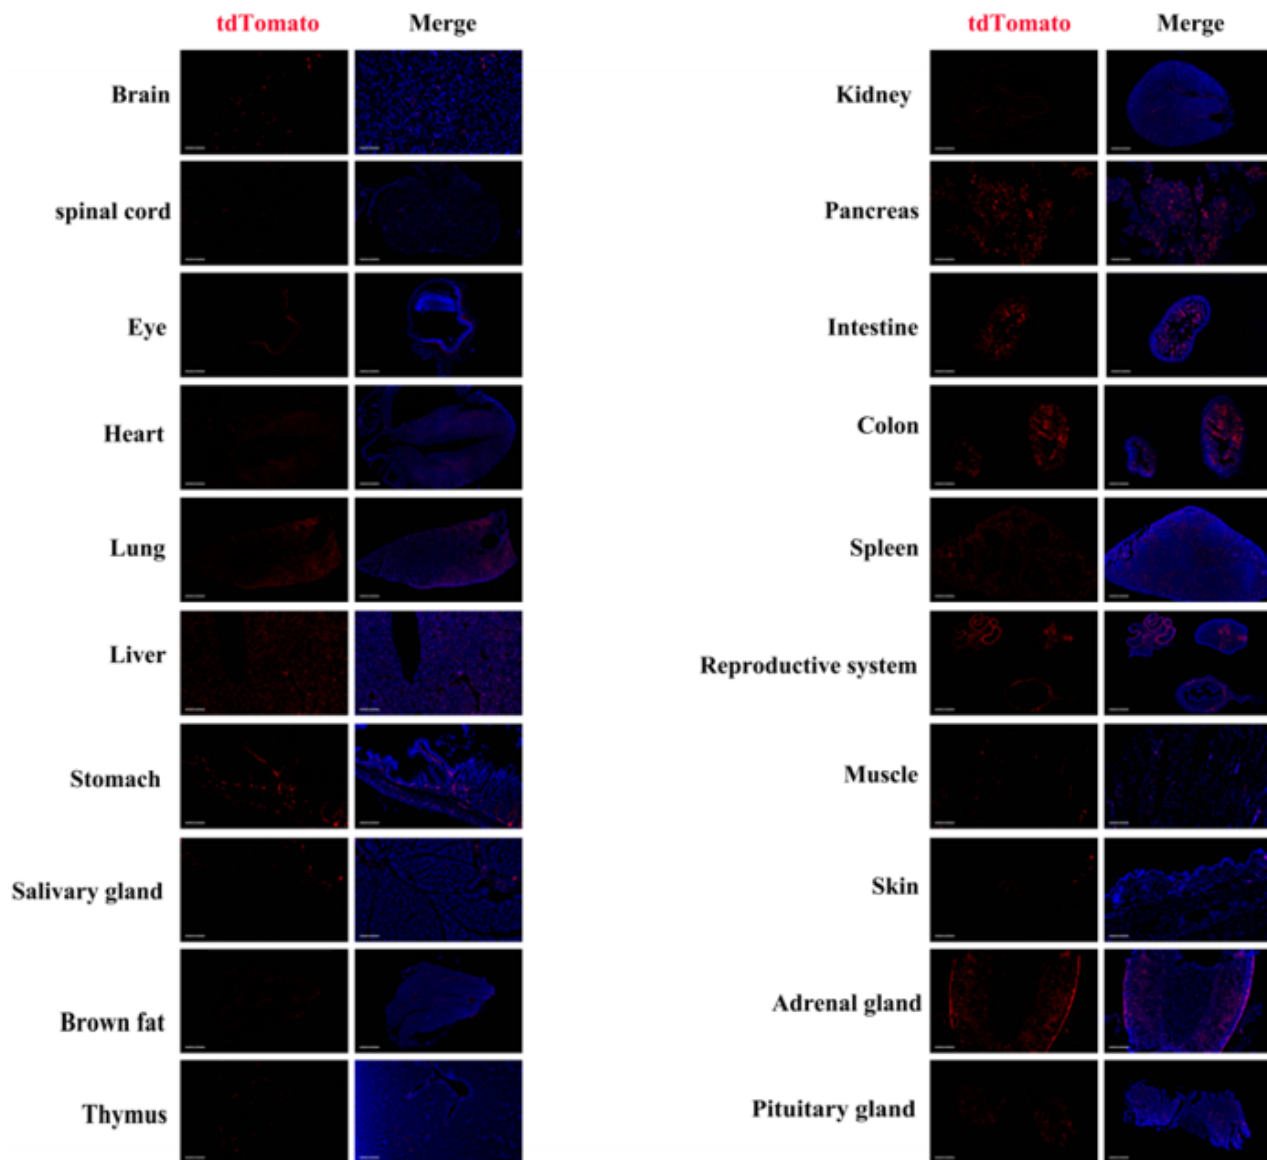 tdTomato Merge
Brain
spinal cord
Eye
Heart
Lung
Liver
Stomach
Salivary gland
Brown fat
Thymus
tdTomato Merge
Kidney
Pancreas
Intestine
Colon
Spleen
Reproductive system
Muscle
Skin
Adrenal gland
Pituitary gland